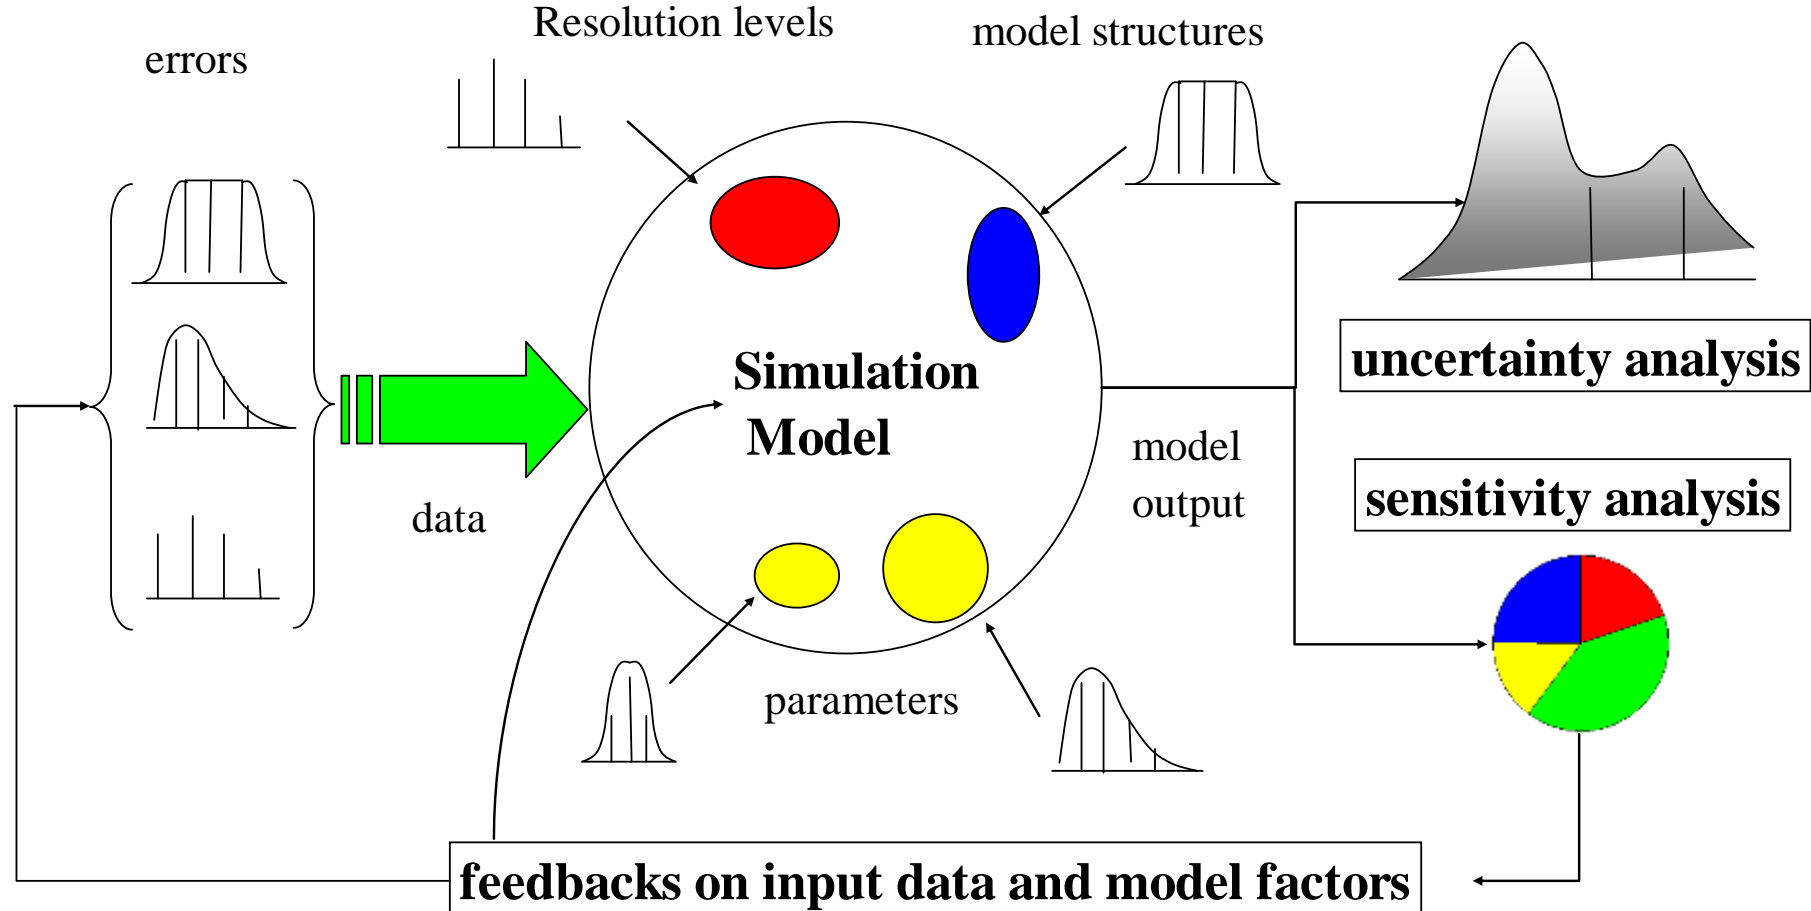 Resolution levels
model structures
errors
uncertainty analysis
Simulation
Model
model
output
sensitivity analysis
data
parameters
feedbacks on input data and model factors